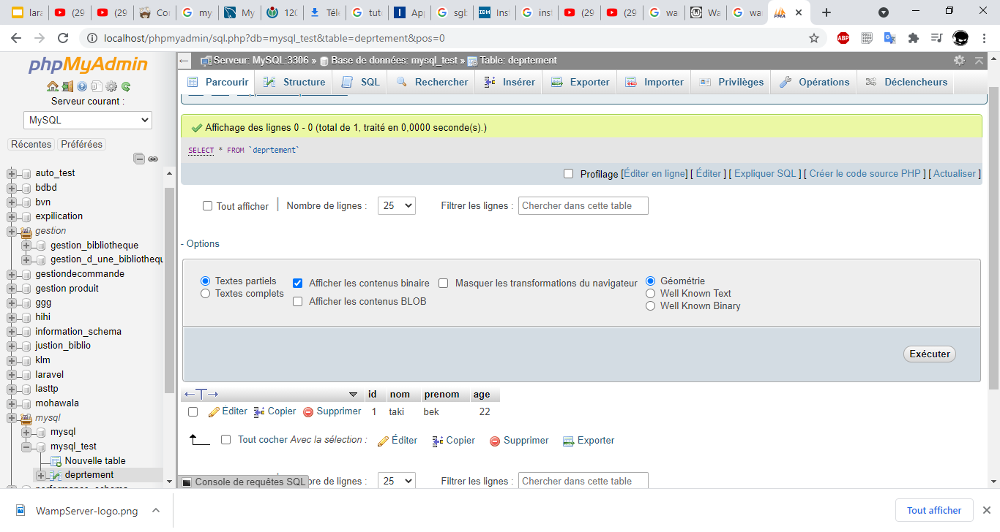 lara
(29
(29
Co
my
My
120
Télé
tuto
App
sgb
Inst
inst
(29
(29
wa
Wa
wa
localhost/phpmyadmin/sql.php?db=mysql_test&table=deprtement&pos=0
phpMyAdmin
Serveur courant :
MySQL
Récentes Préférées
auto_test
bdbd
bvn
expilication
gestion
gestion_bibliotheque
gestion_d_une_bibliothequ
gestiondecommande
gestion produit
ggg
hihi
information_schema
justion_biblio
klm
laravel
lasttp
mohawala
mysql
mysql
mysql_test
Nouvelle table
deprtement
Serveur: MySQL:3306 » Base de données: mysql_test » Table: deprtement
Parcourir Structure SQL Rechercher Insérer Exporter Importer Privilèges Opérations Déclencheurs
Affichage des lignes 0 - 0 (total de 1, traité en 0,0000 seconde(s).)
SELECT * FROM `deprtement`
Profilage [Éditer en ligne] [ Éditer ] [ Expliquer SQL ] [ Créer le code source PHP ] [ Actualiser ]
Tout afficher Nombre de lignes : 25 Filtrer les lignes : Chercher dans cette table
- Options
Textes partiels
Textes complets
Afficher les contenus binaire
Afficher les contenus BLOB
Masquer les transformations du navigateur
Géométrie
Well Known Text
Well Known Binary
Exécuter
id nom prenom age
Éditer Copier Supprimer 1 taki bek 22
Tout cocher Avec la sélection : Éditer Copier Supprimer Exporter
Console de requêtes SQL
bre de lignes : 25 Filtrer les lignes : Chercher dans cette table
WampServer-logo.png
Tout afficher